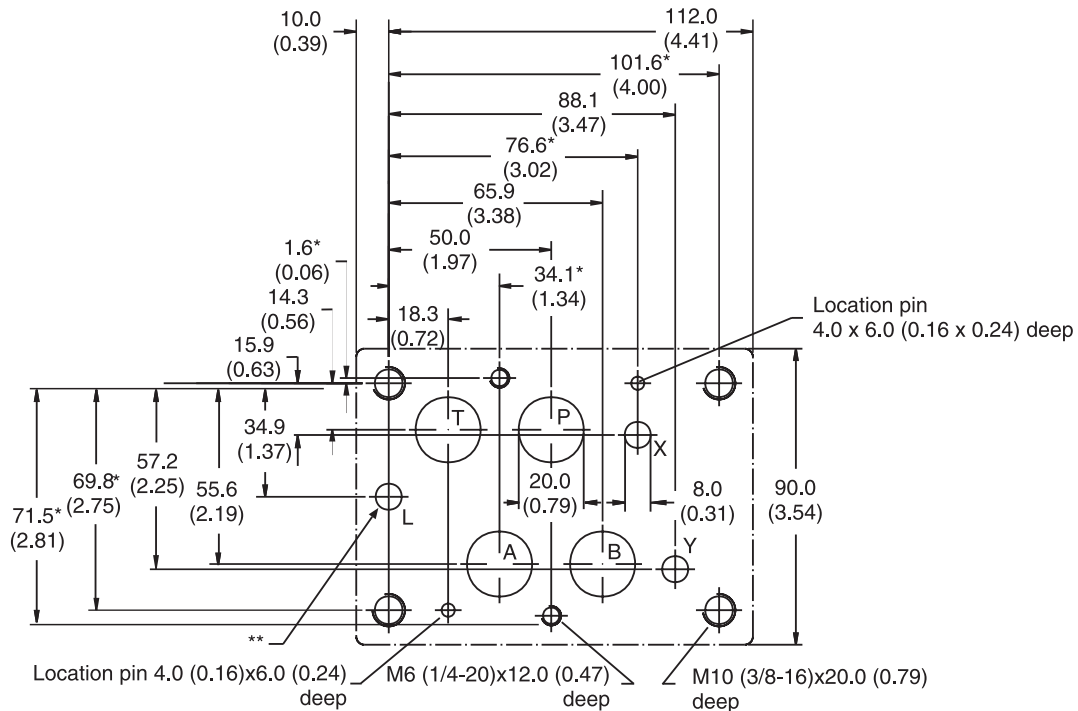 10.0
(0.39)
112.0
(4.41)
101.6*
(4.00)
88.1
(3.47)
76.6*
(3.02)
65.9
(3.38)
50.0
(1.97)
1.6*
(0.06)
34.1*
(1.34)
14.3
(0.56)
18.3
(0.72)
Location pin
4.0 x 6.0 (0.16 x 0.24) deep
15.9
(0.63)
T
P
X
34.9
(1.37)
57.2
(2.25)
69.8*
(2.75)
55.6
(2.19)
71.5*
(2.81)
L
20.0
(0.79)
8.0
(0.31)
90.0
(3.54)
A
B
Y
**
Location pin 4.0 (0.16)x6.0 (0.24)
deep
M6 (1/4-20)x12.0 (0.47)
deep
M10 (3/8-16)x20.0 (0.79)
deep